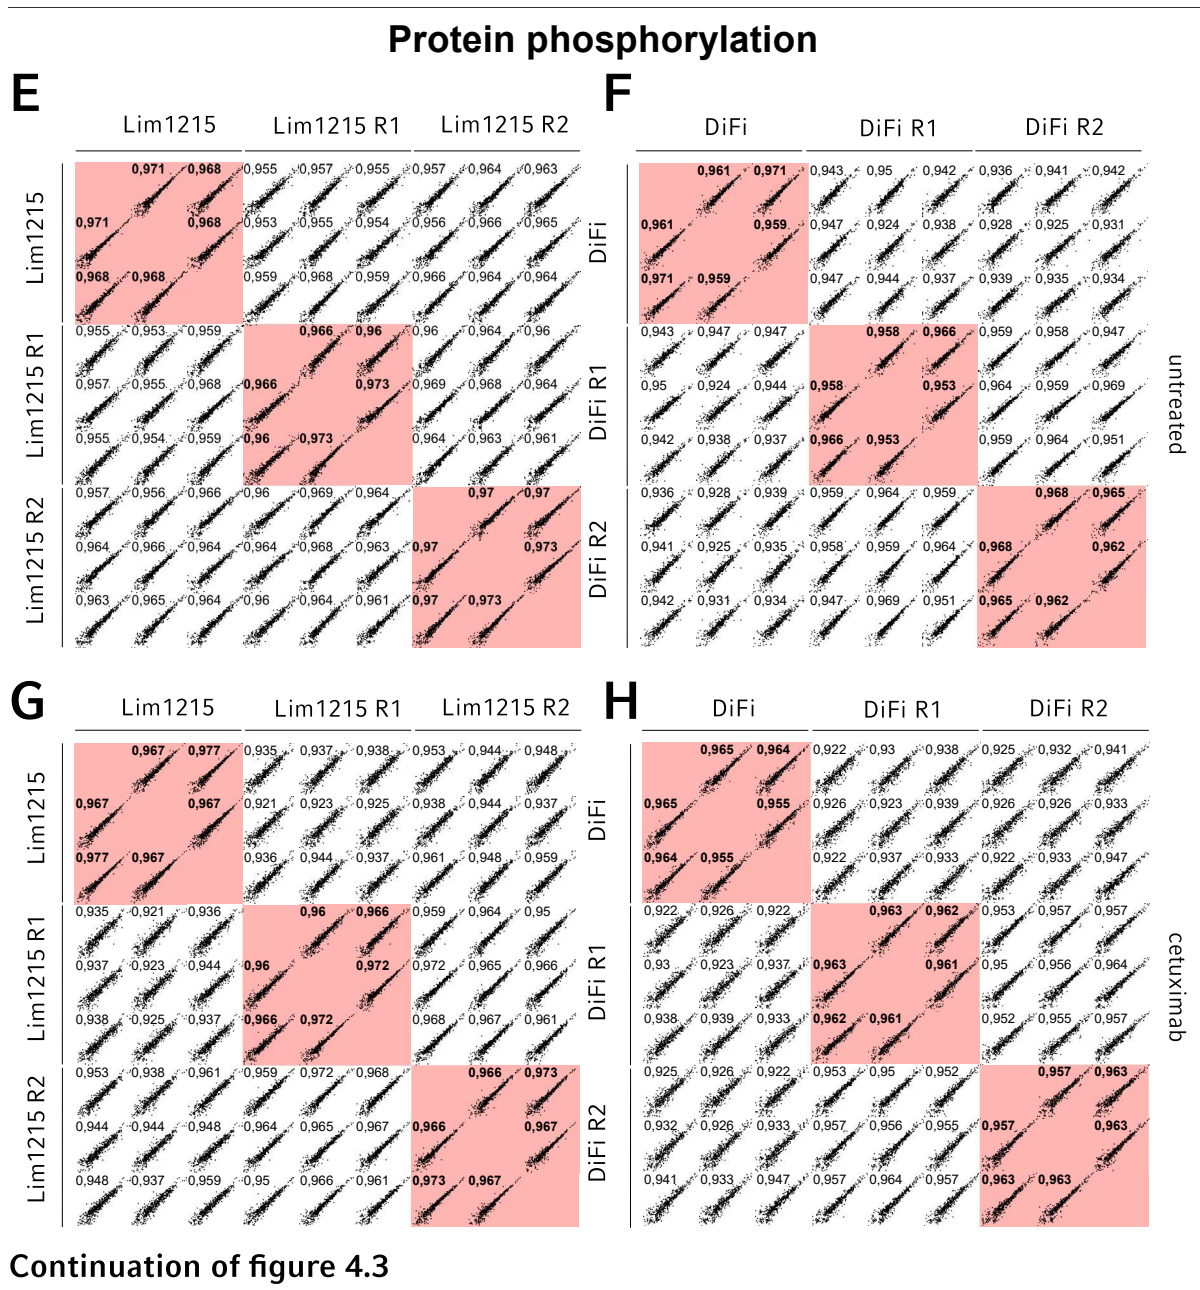 Protein phosphorylation
E
Lim1215 Lim1215 R1 Lim1215 R2
Lim1215
Lim1215 R1
Lim1215 R2
0,971 0,968 0,955 0,957 0,955 0,957 0,964 0,963
0,971 0,968 0,953 0,955 0,954 0,956 0,966 0,965
0,968 0,968 0,959 0,968 0,959 0,966 0,964 0,964
0,955 0,953 0,959 0,966 0,96 0,96 0,964 0,96
0,957 0,955 0,968 0,966 0,973 0,969 0,968 0,964
0,955 0,954 0,959 0,96 0,973 0,964 0,963 0,961
0,957 0,956 0,966 0,96 0,969 0,964 0,97 0,97
0,964 0,966 0,964 0,964 0,968 0,963 0,97 0,973
0,963 0,965 0,964 0,96 0,964 0,961 0,97 0,973
F
DiFi DiFi R1 DiFi R2
DiFi
DiFi R1
DiFi R2
0,961 0,971 0,943 0,95 0,942 0,936 0,941 0,942
0,961 0,959 0,947 0,924 0,938 0,928 0,925 0,931
0,971 0,959 0,947 0,944 0,937 0,939 0,935 0,934
0,943 0,947 0,947 0,958 0,966 0,959 0,958 0,947
0,95 0,924 0,944 0,958 0,953 0,964 0,959 0,969
0,942 0,938 0,937 0,966 0,953 0,959 0,964 0,951
0,936 0,928 0,939 0,959 0,964 0,959 0,968 0,965
0,941 0,925 0,935 0,958 0,959 0,964 0,968 0,962
0,942 0,931 0,934 0,947 0,969 0,951 0,965 0,962
untreated
G
Lim1215 Lim1215 R1 Lim1215 R2
Lim1215
Lim1215 R1
Lim1215 R2
0,967 0,977 0,935 0,937 0,938 0,953 0,944 0,948
0,967 0,967 0,921 0,923 0,925 0,938 0,944 0,937
0,977 0,967 0,936 0,944 0,937 0,961 0,948 0,959
0,935 0,921 0,936 0,96 0,966 0,959 0,964 0,95
0,937 0,923 0,944 0,96 0,972 0,972 0,965 0,966
0,938 0,925 0,937 0,966 0,972 0,968 0,967 0,961
0,953 0,938 0,961 0,959 0,972 0,968 0,966 0,973
0,944 0,944 0,948 0,964 0,965 0,967 0,966 0,967
0,948 0,937 0,959 0,95 0,966 0,961 0,973 0,967
H
DiFi DiFi R1 DiFi R2
DiFi
DiFi R1
DiFi R2
0,965 0,964 0,922 0,93 0,938 0,925 0,932 0,941
0,965 0,955 0,926 0,923 0,939 0,926 0,926 0,933
0,964 0,955 0,922 0,937 0,933 0,922 0,933 0,947
0,922 0,926 0,922 0,963 0,962 0,953 0,957 0,957
0,93 0,923 0,937 0,963 0,961 0,95 0,956 0,964
0,938 0,939 0,933 0,962 0,961 0,952 0,955 0,957
0,925 0,926 0,922 0,953 0,95 0,952 0,957 0,963
0,932 0,926 0,933 0,957 0,956 0,955 0,957 0,963
0,941 0,933 0,947 0,957 0,964 0,957 0,963 0,963
cetuximab
Continuation of figure 4.3